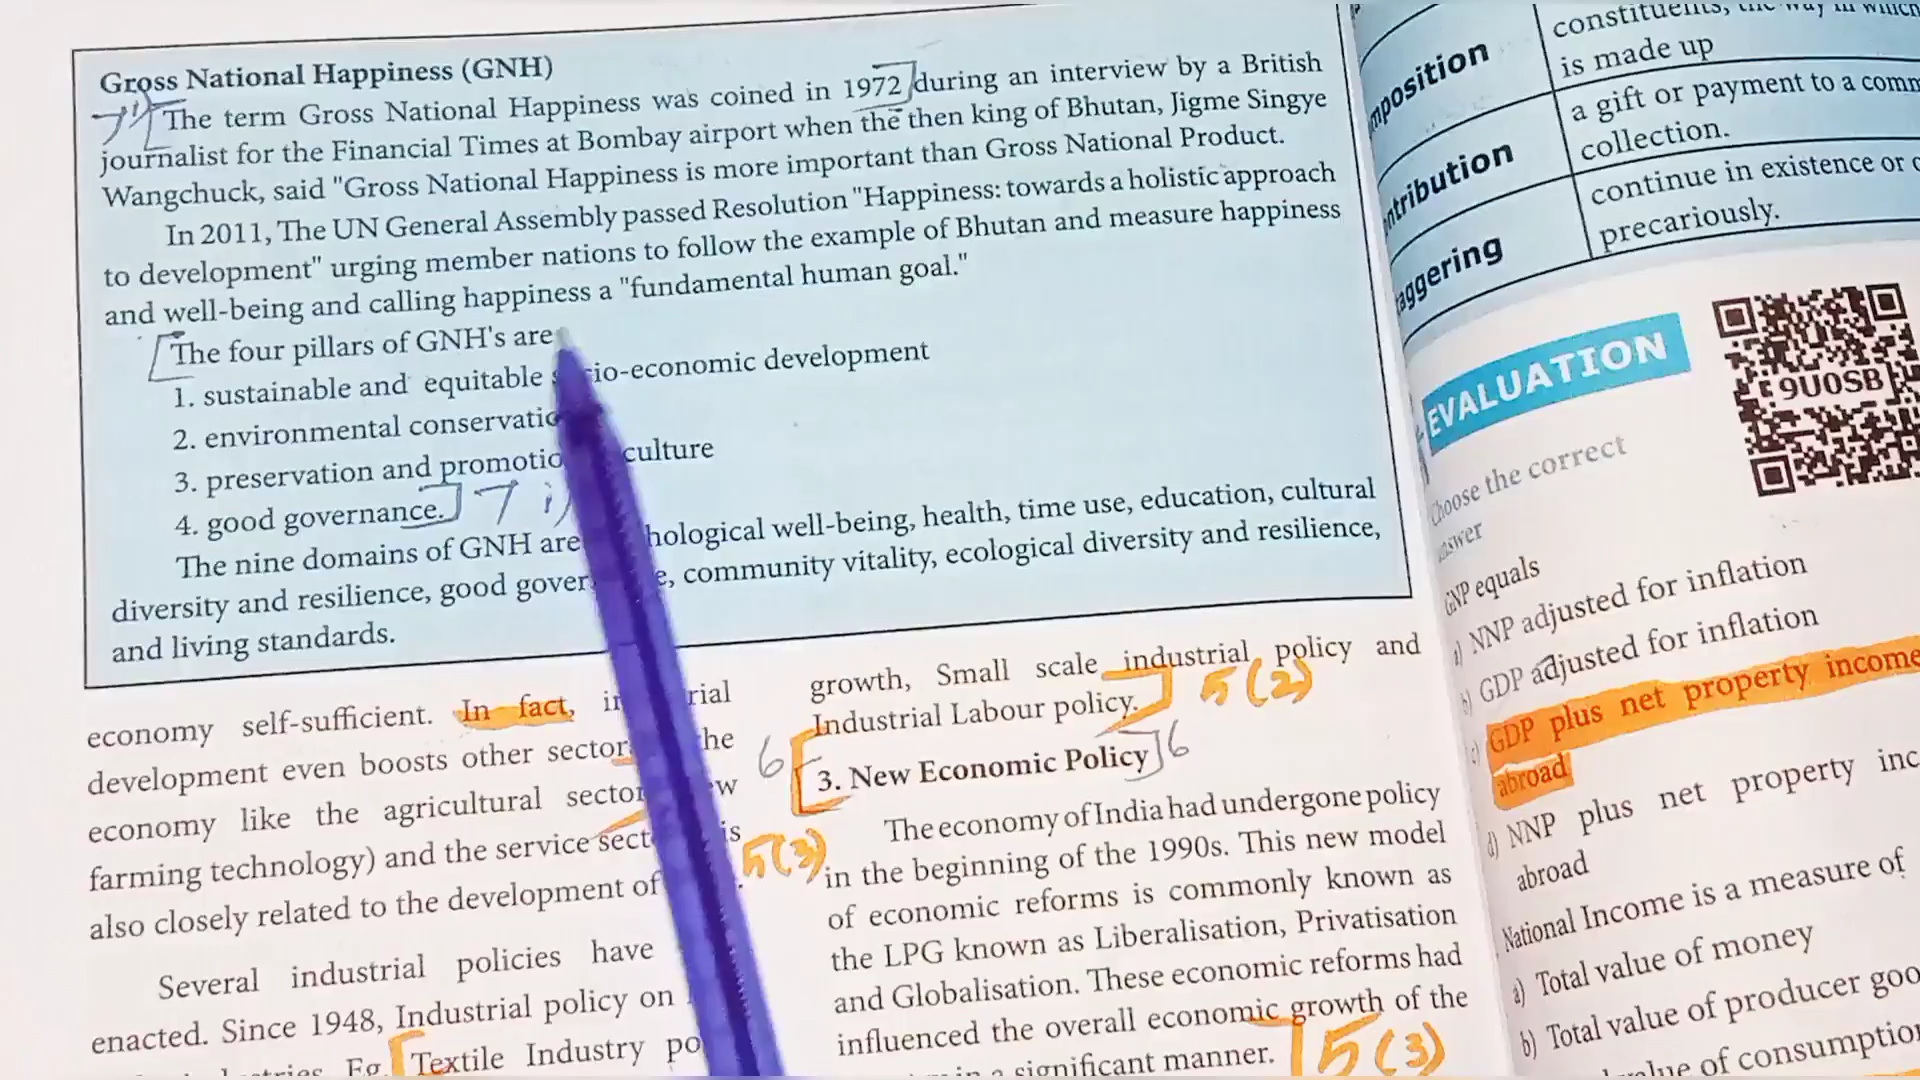 Gross National Happiness (GNH)
7 i)
The term Gross National Happiness was coined in 1972 during an interview by a British
journalist for the Financial Times at Bombay airport when the then king of Bhutan, Jigme Singye
Wangchuck, said "Gross National Happiness is more important than Gross National Product.
In 2011, The UN General Assembly passed Resolution "Happiness: towards a holistic approach
to development" urging member nations to follow the example of Bhutan and measure happiness
and well-being and calling happiness a "fundamental human goal."
The four pillars of GNH's are
1. sustainable and equitable io-economic development
2. environmental conservatio
3. preservation and promotio culture
4. good governance. 7 i)
The nine domains of GNH are hological well-being, health, time use, education, cultural
diversity and resilience, good gover e, community vitality, ecological diversity and resilience,
and living standards.
economy self-sufficient. In fact, in rial
development even boosts other sector he
economy like the agricultural sector w
farming technology) and the service sect is
also closely related to the development of
Several industrial policies have
enacted. Since 1948, Industrial policy on
Eg. Textile Industry po
5(3)
growth, Small scale industrial policy and
Industrial Labour policy. 5(2)
6 3. New Economic Policy 6
The economy of India had undergone policy
in the beginning of the 1990s. This new model
of economic reforms is commonly known as
the LPG known as Liberalisation, Privatisation
and Globalisation. These economic reforms had
influenced the overall economic growth of the
in a significant manner. 5(3)
constituents, the way in which
mposition is made up
a gift or payment to a comm
ntribution collection.
continue in existence or
aggering precariously.
EVALUATION
9U0SB
Choose the correct
answer
GNP equals
a) NNP adjusted for inflation
b) GDP adjusted for inflation
c) GDP plus net property income
abroad
d) NNP plus net property inc
abroad
National Income is a measure of
a) Total value of money
b) Total value of producer goo
value of consumption